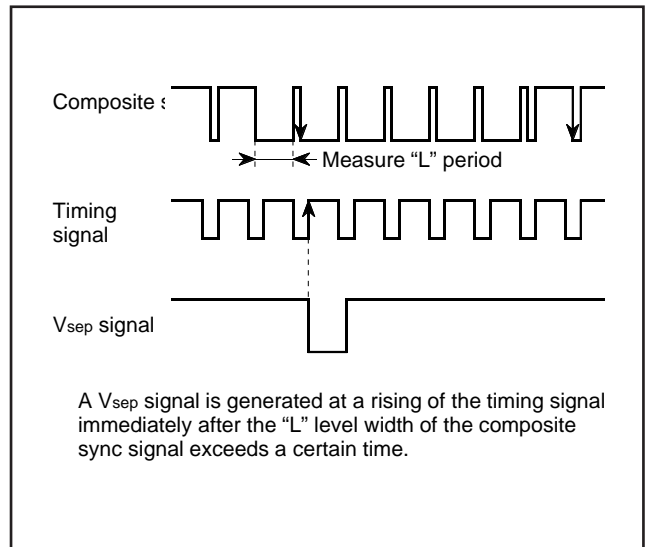 Composite s
Measure “L” period
Timing
signal
Vsep signal
A Vsep signal is generated at a rising of the timing signal
immediately after the “L” level width of the composite
sync signal exceeds a certain time.